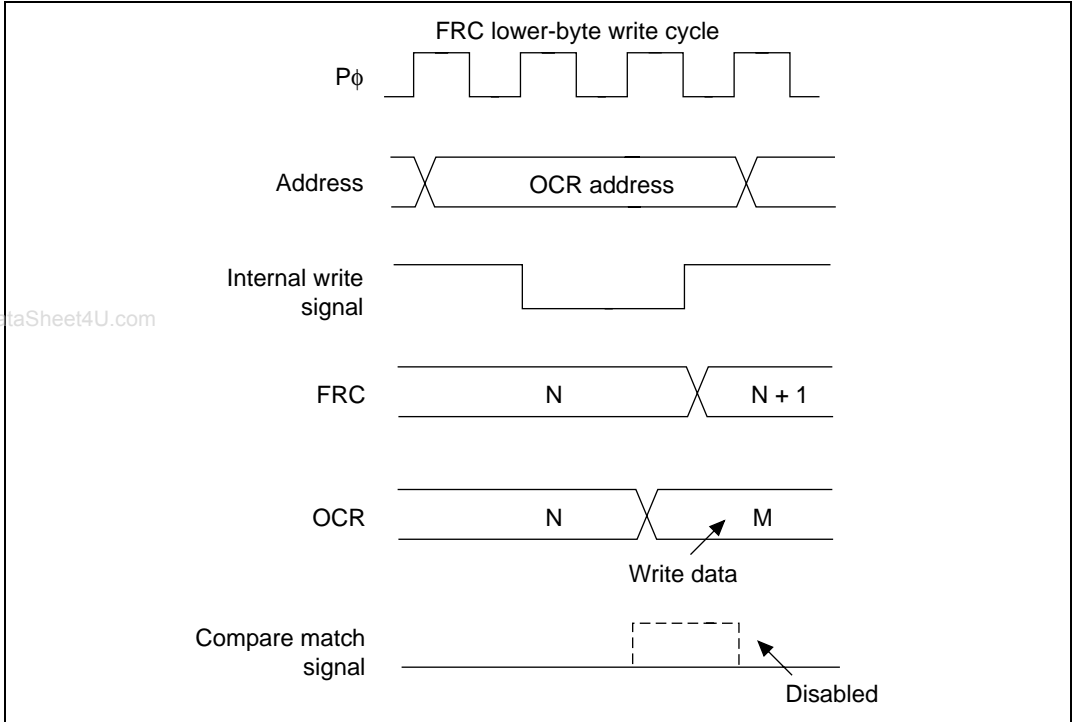 FRC lower-byte write cycle
Pϕ
Address
OCR address
Internal write
signal
ataSheet4U.com
FRC
N
N + 1
OCR
N
M
Write data
Compare match
signal
Disabled